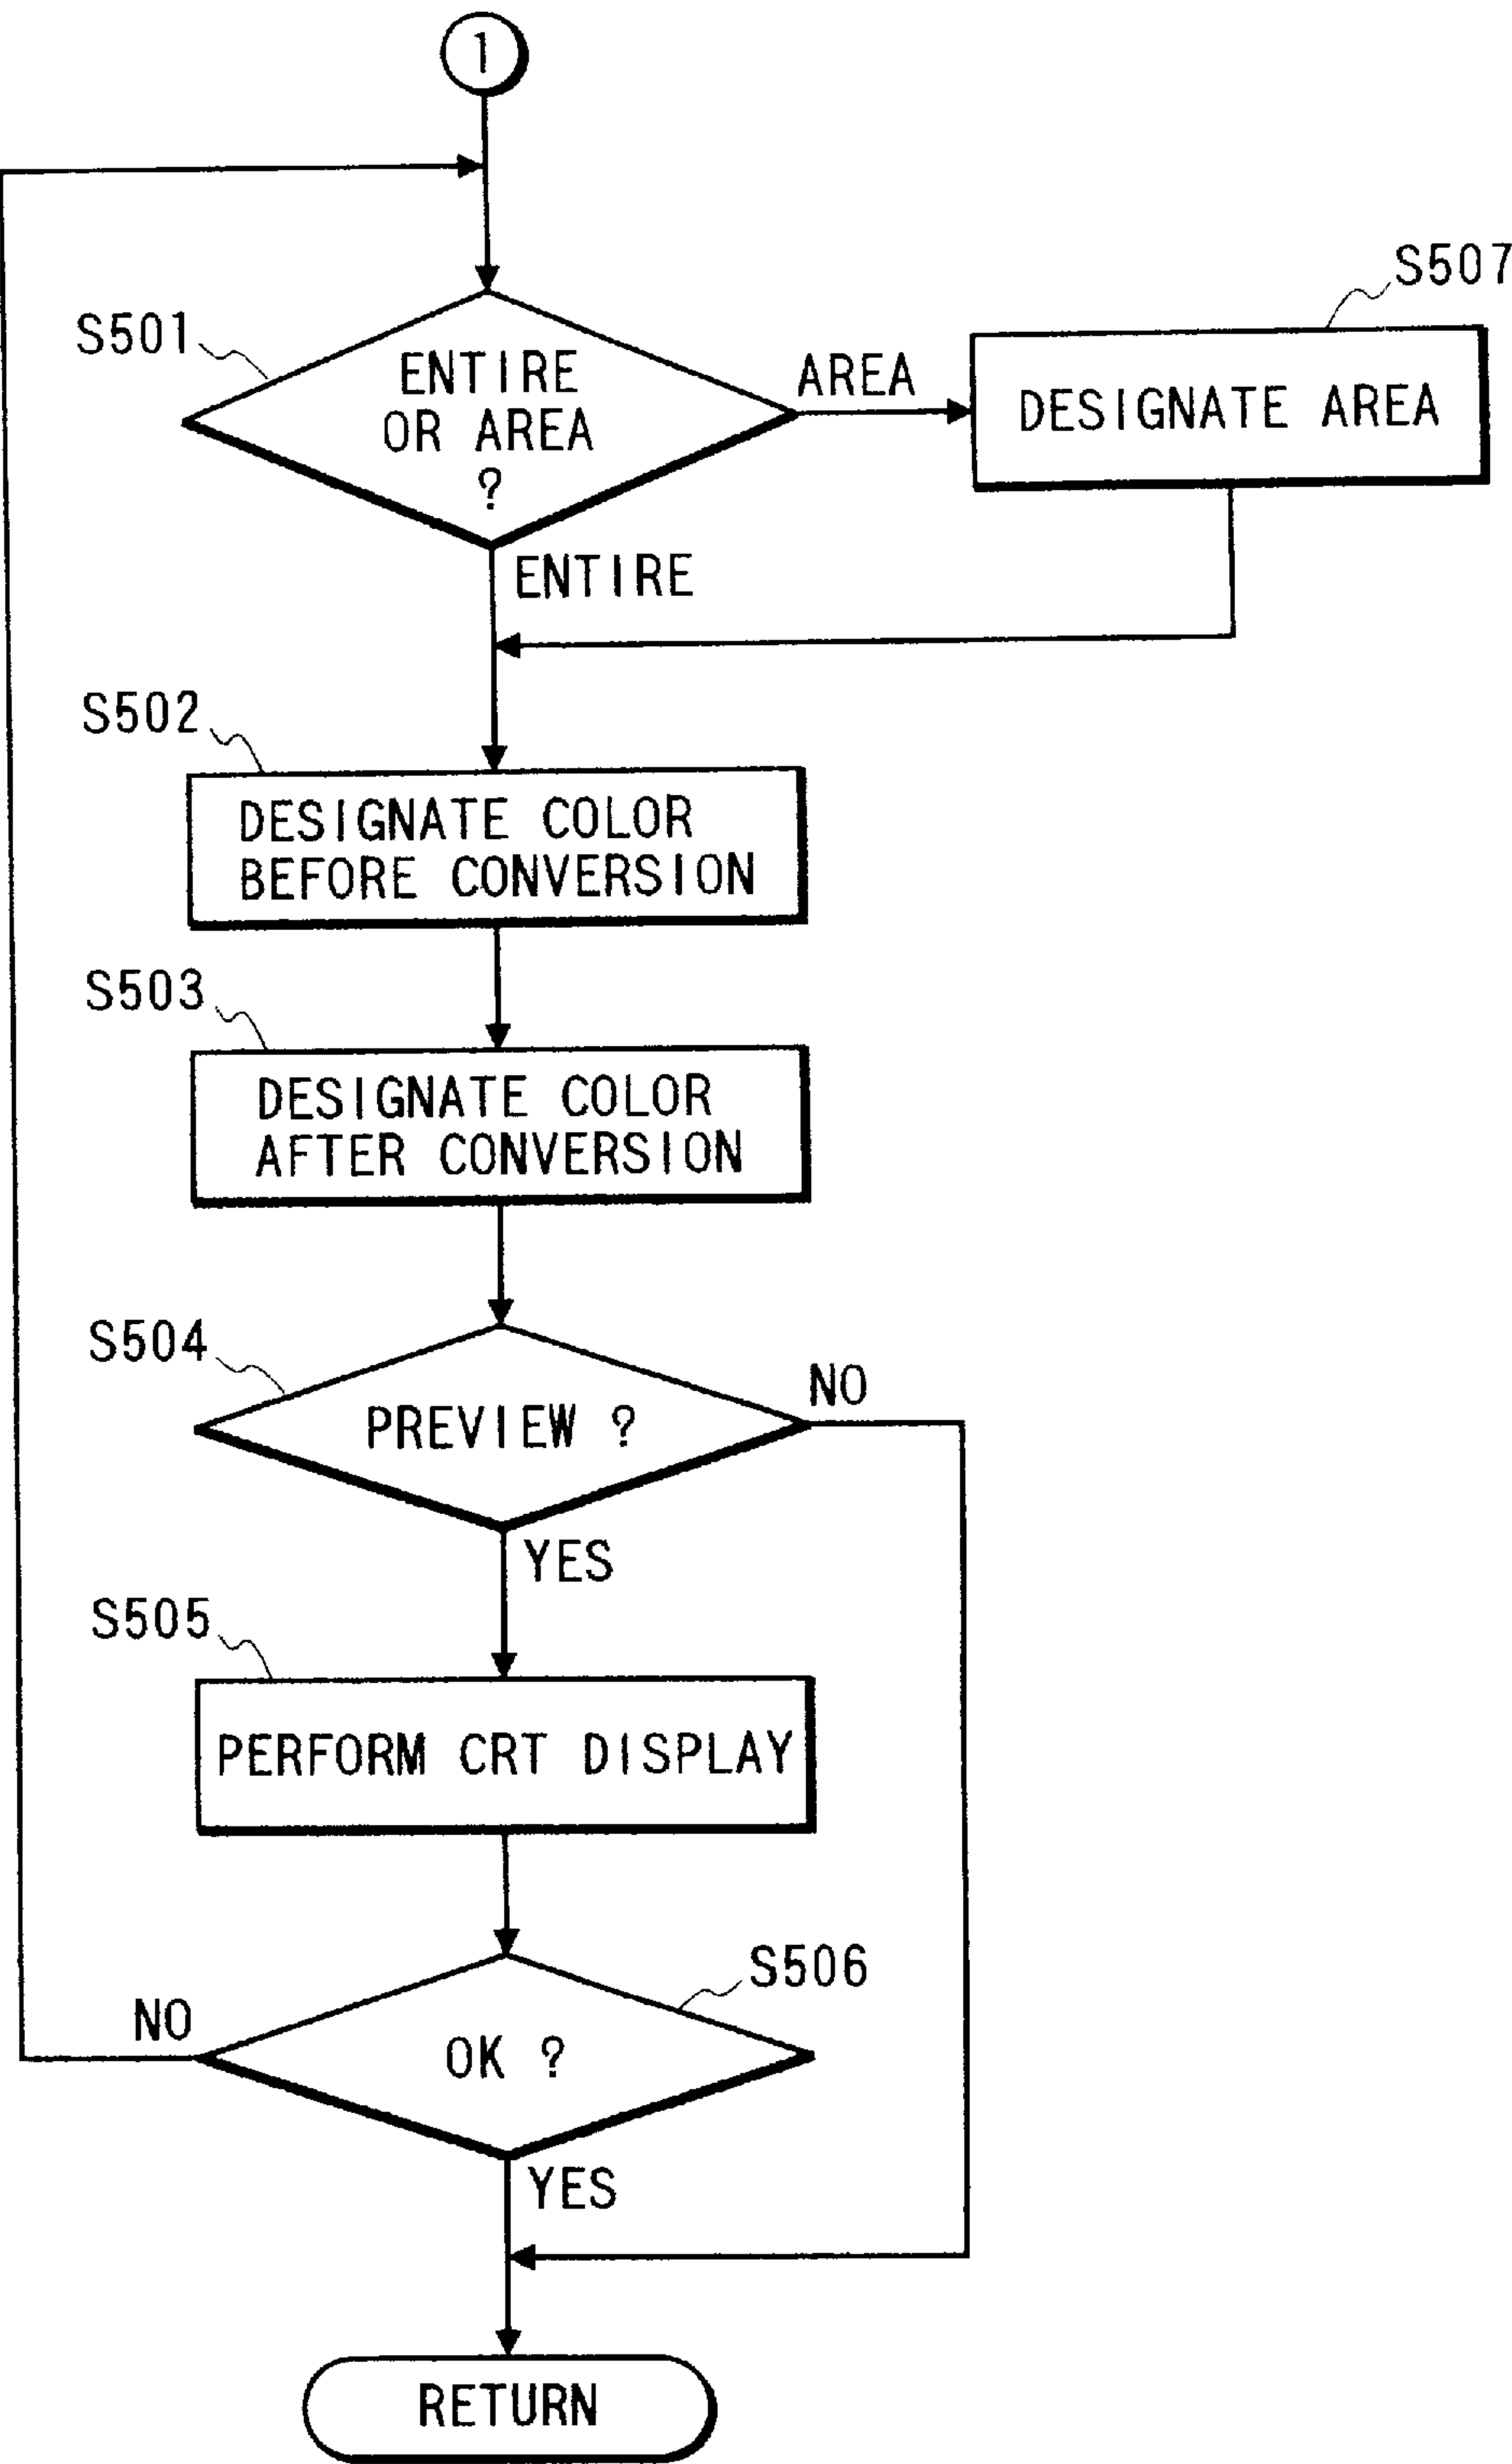 1
S501
ENTIRE
OR AREA
?
AREA
S507
DESIGNATE AREA
ENTIRE
S502
DESIGNATE COLOR
BEFORE CONVERSION
S503
DESIGNATE COLOR
AFTER CONVERSION
S504
PREVIEW ?
NO
YES
S505
PERFORM CRT DISPLAY
S506
OK ?
NO
YES
RETURN